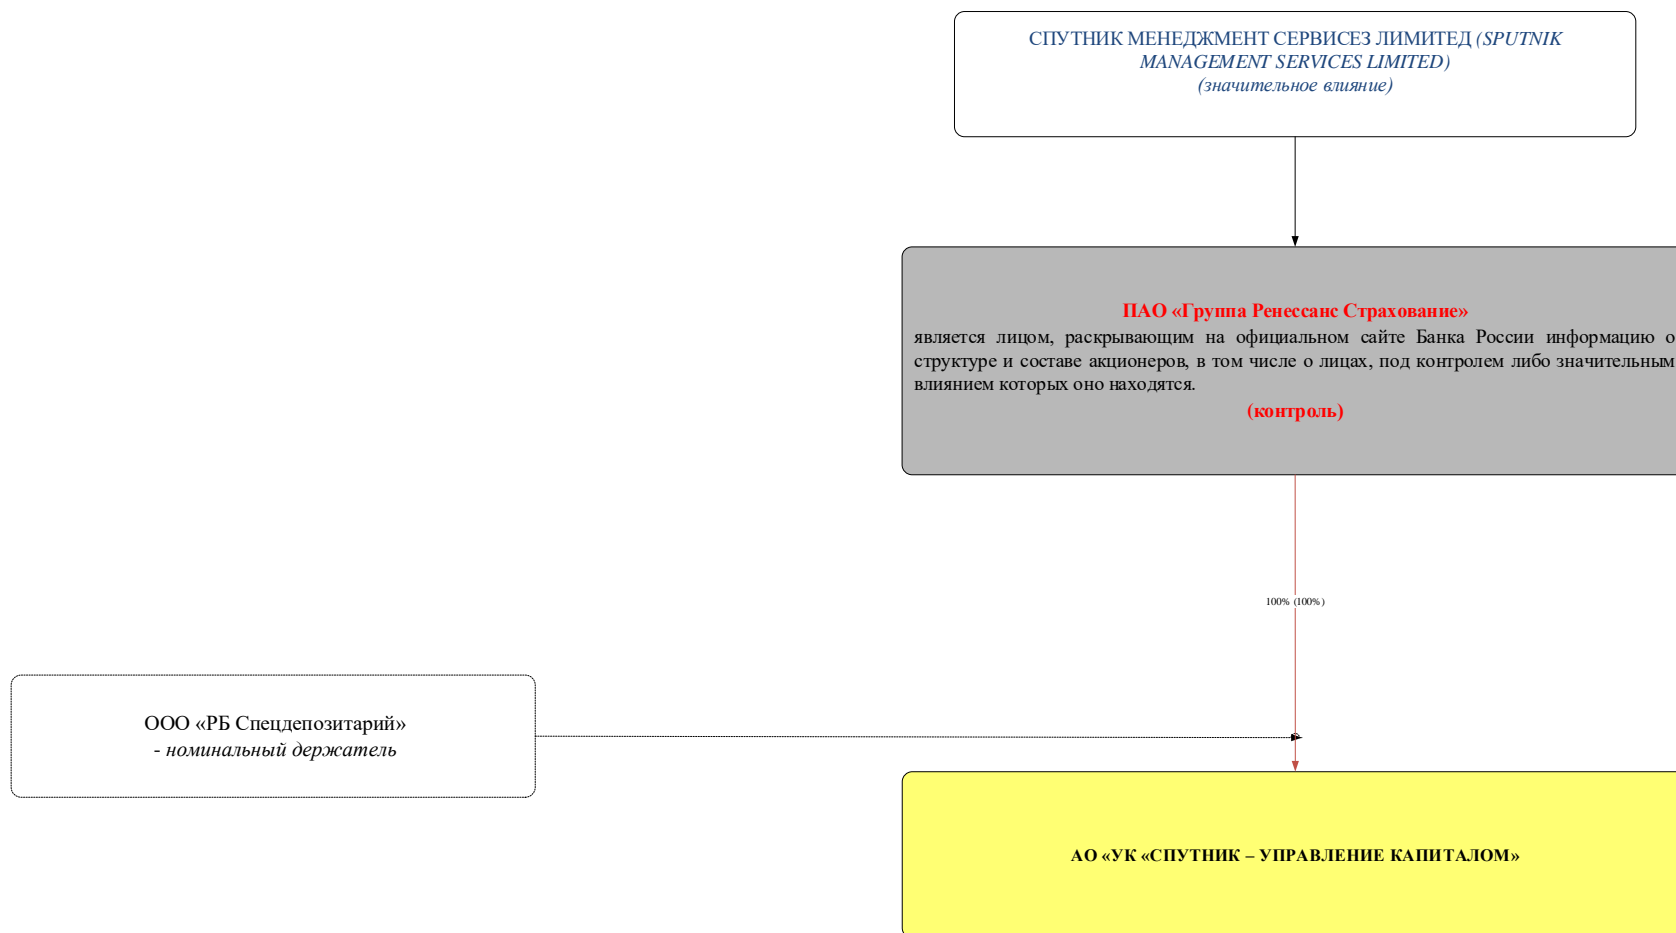 СПУТНИК МЕНЕДЖМЕНТ СЕРВИСЕЗ ЛИМИТЕД (SPUTNIK
MANAGEMENT SERVICES LIMITED)
(значительное влияние)
ПАО «Группа Ренессанс Страхование»
является лицом, раскрывающим на официальном сайте Банка России информацию о
структуре и составе акционеров, в том числе о лицах, под контролем либо значительным
влиянием которых оно находятся.
(контроль)
100% (100%)
ООО «РБ Спецдепозитарий»
- номинальный держатель
АО «УК «СПУТНИК – УПРАВЛЕНИЕ КАПИТАЛОМ»